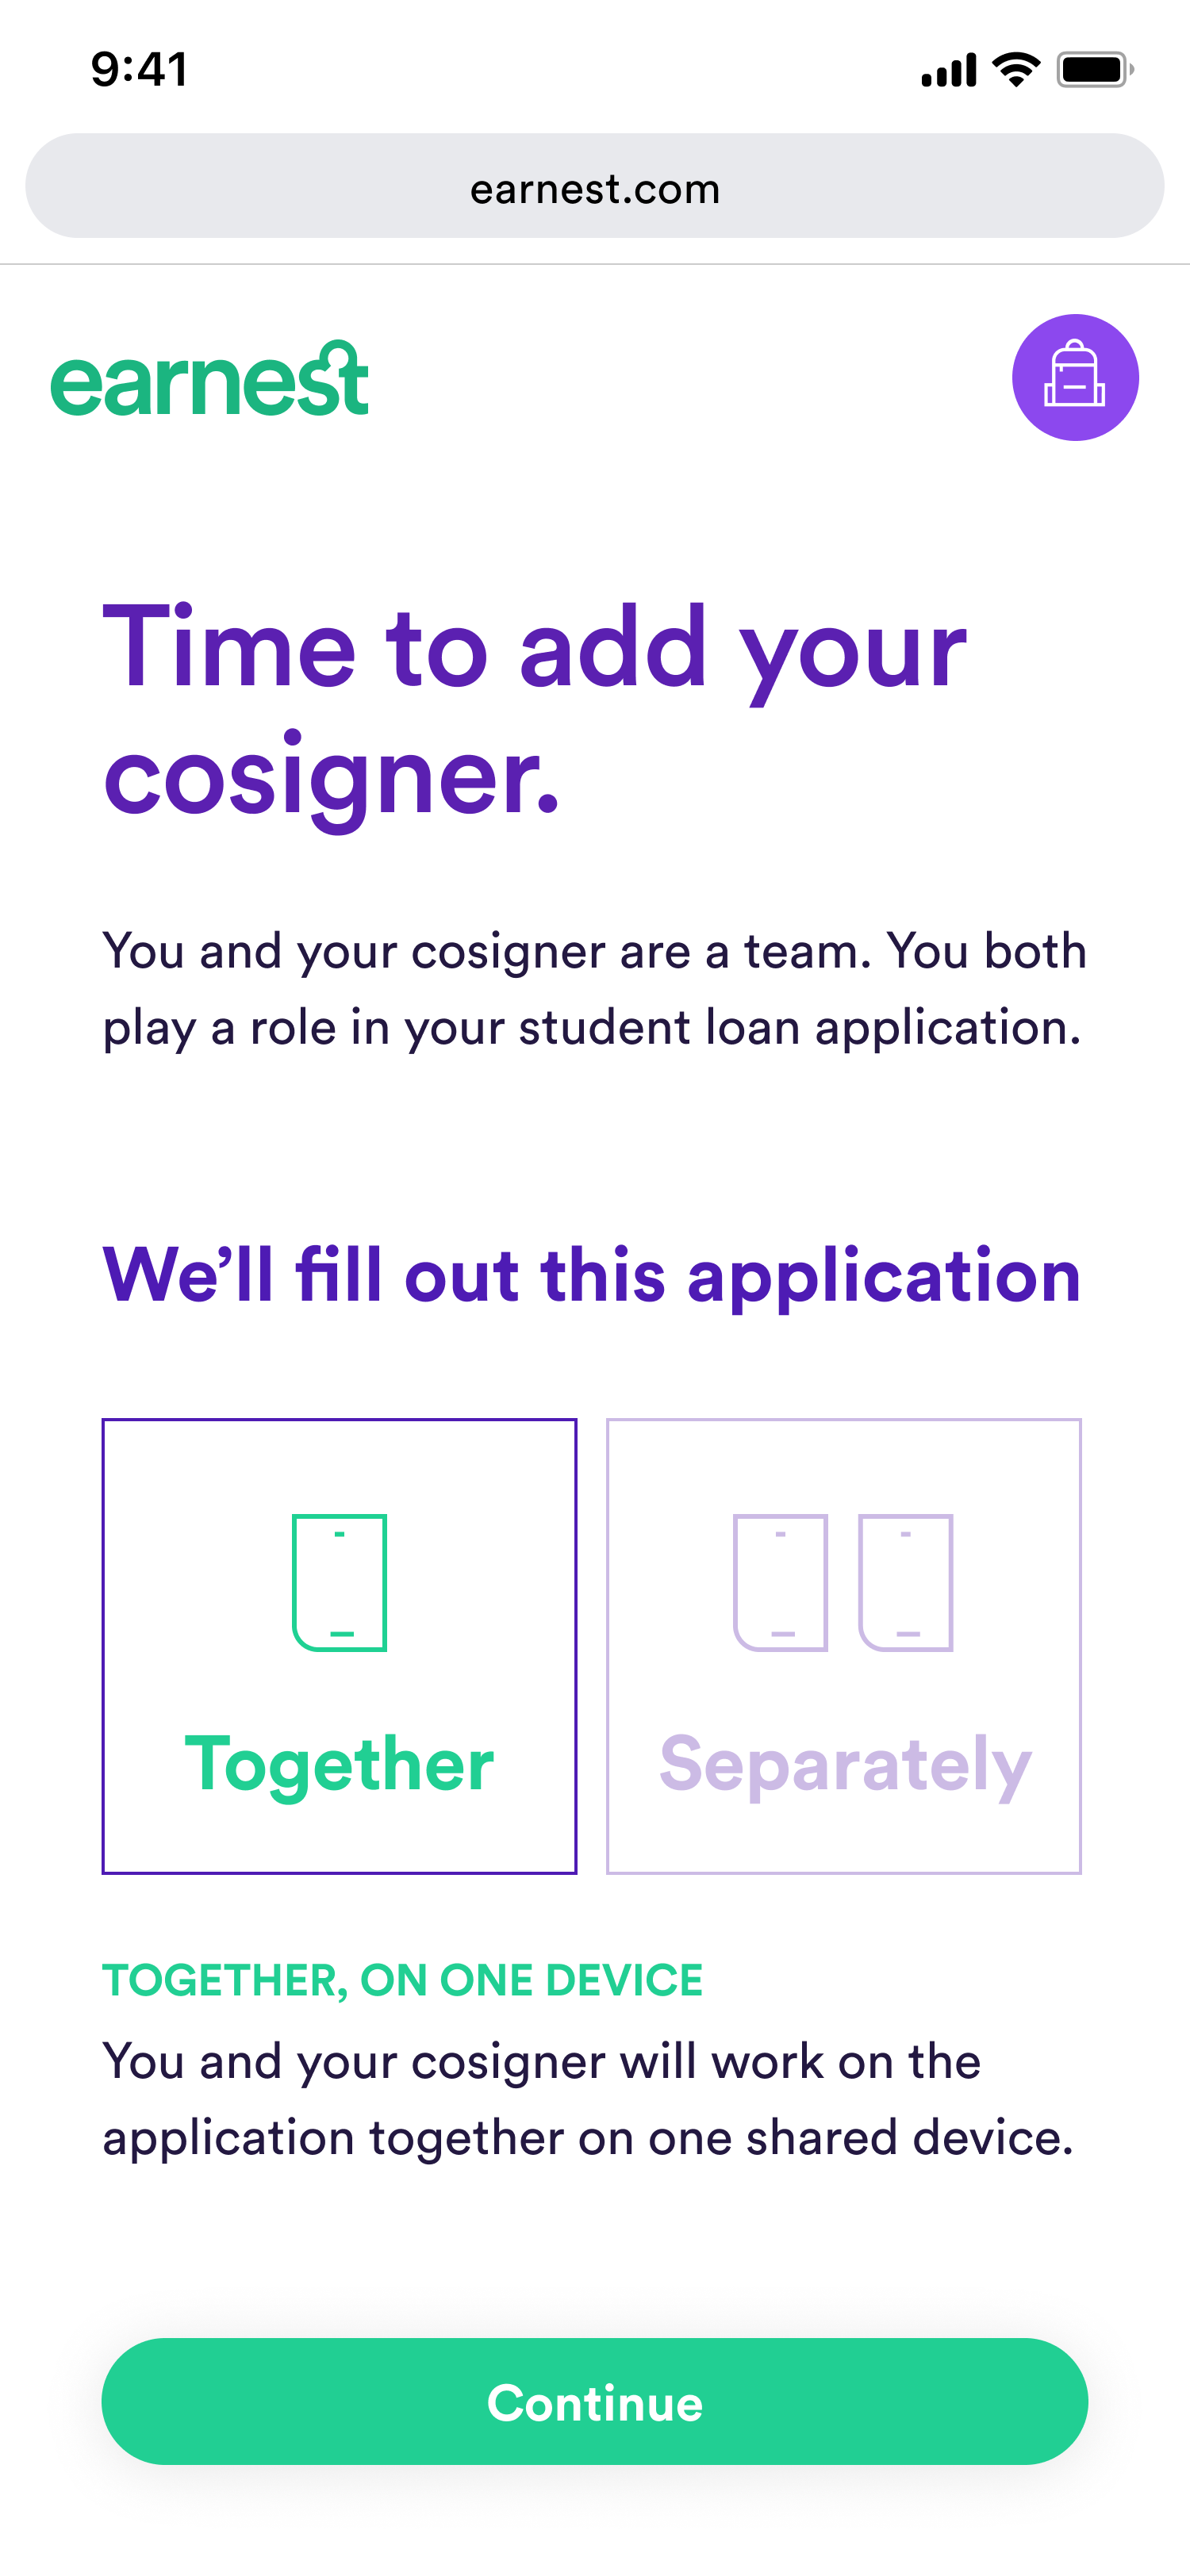 9:41
earnest.com
earnest
Time to add your
cosigner.
You and your cosigner are a team. You both
play a role in your student loan application.
We’ll fill out this application
Together
Separately
TOGETHER, ON ONE DEVICE
You and your cosigner will work on the
application together on one shared device.
Continue